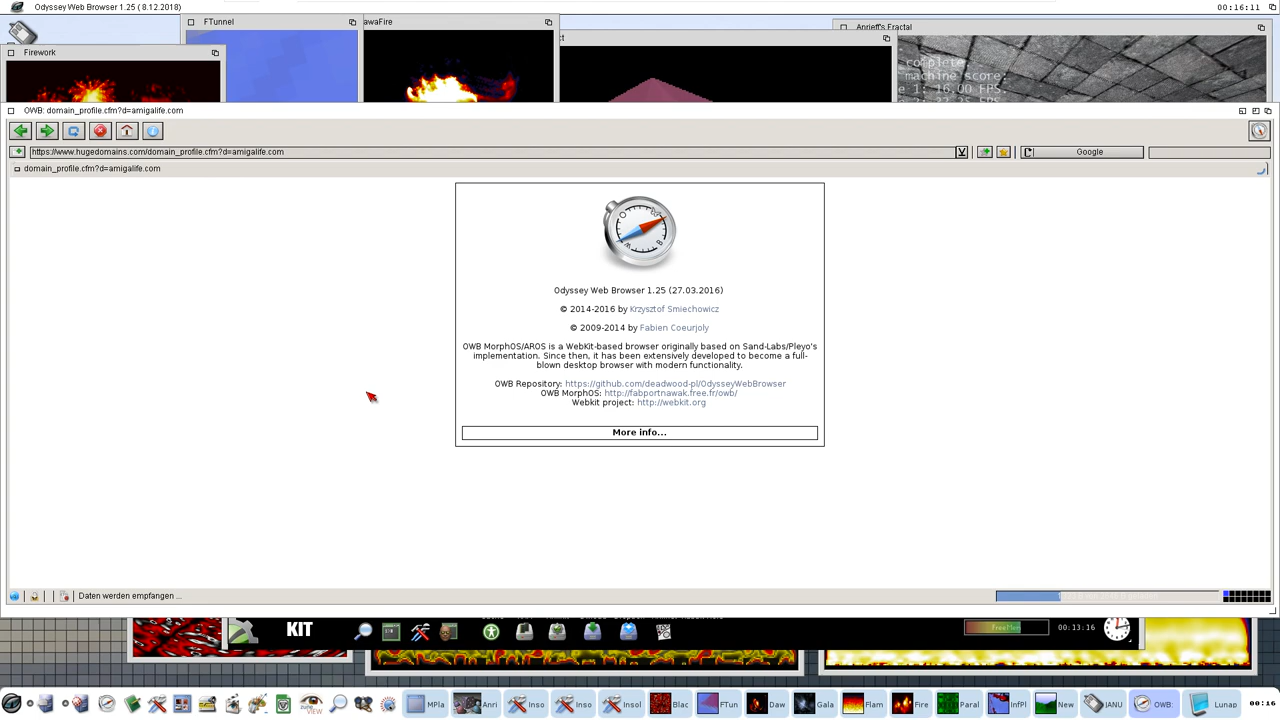 Odyssey Web Browser 1.25 ( 8.12.2018)
00:16:11
FTunnel
awaFire
Anrieff's Fractal
Firework
complete.
machine score:
e 1: 16.00 FPS.
OWB: domain_profile.cfm?d=amigalife.com
https://www.hugedomains.com/domain_profile.cfm?d=amigalife.com
Google
domain_profile.cfm?d=amigalife.com
Odyssey Web Browser 1.25 (27.03.2016)
© 2014-2016 by Krzysztof Smiechowicz
© 2009-2014 by Fabien Coeurjoly
OWB MorphOS/AROS is a WebKit-based browser originally based on Sand-Labs/Pleyo's
implementation. Since then, it has been extensively developed to become a full-
blown desktop browser with modern functionality.
OWB Repository: https://github.com/deadwood-pl/OdysseyWebBrowser
OWB MorphOS: http://fabportnawak.free.fr/owb/
Webkit project: http://webkit.org
More info...
Daten werden empfangen ...
KIT
FreeMem
00:13:16
MPla
Anri
Inso
Inso
Insol
Blac
FTun
Daw
Gala
Flam
Fire
Paral
InfPl
New
IANU
OWB:
Lunap
00:16